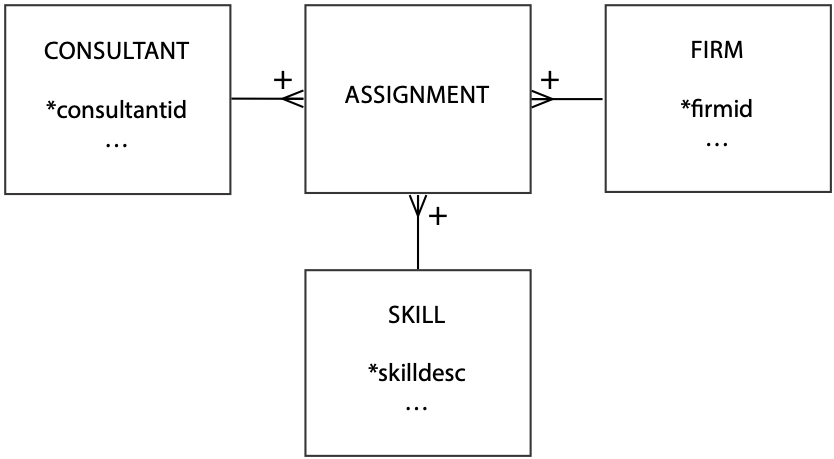 CONSULTANT
*consultantid
...
+
ASSIGNMENT
+
FIRM
*firmid
...
+
SKILL
*skilldesc
...